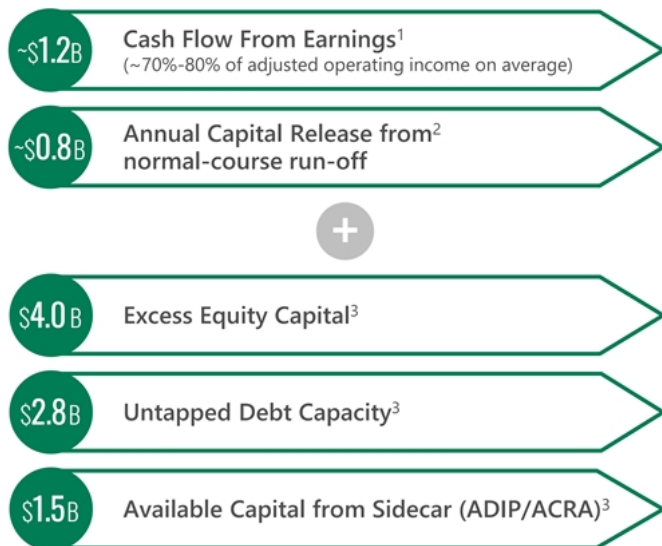 ~$1.2B
Cash Flow From Earnings¹
(~70%-80% of adjusted operating income on average)
~$0.8B
Annual Capital Release from²
normal-course run-off
+
$4.0B
Excess Equity Capital³
$2.8B
Untapped Debt Capacity³
$1.5B
Available Capital from Sidecar (ADIP/ACRA)³